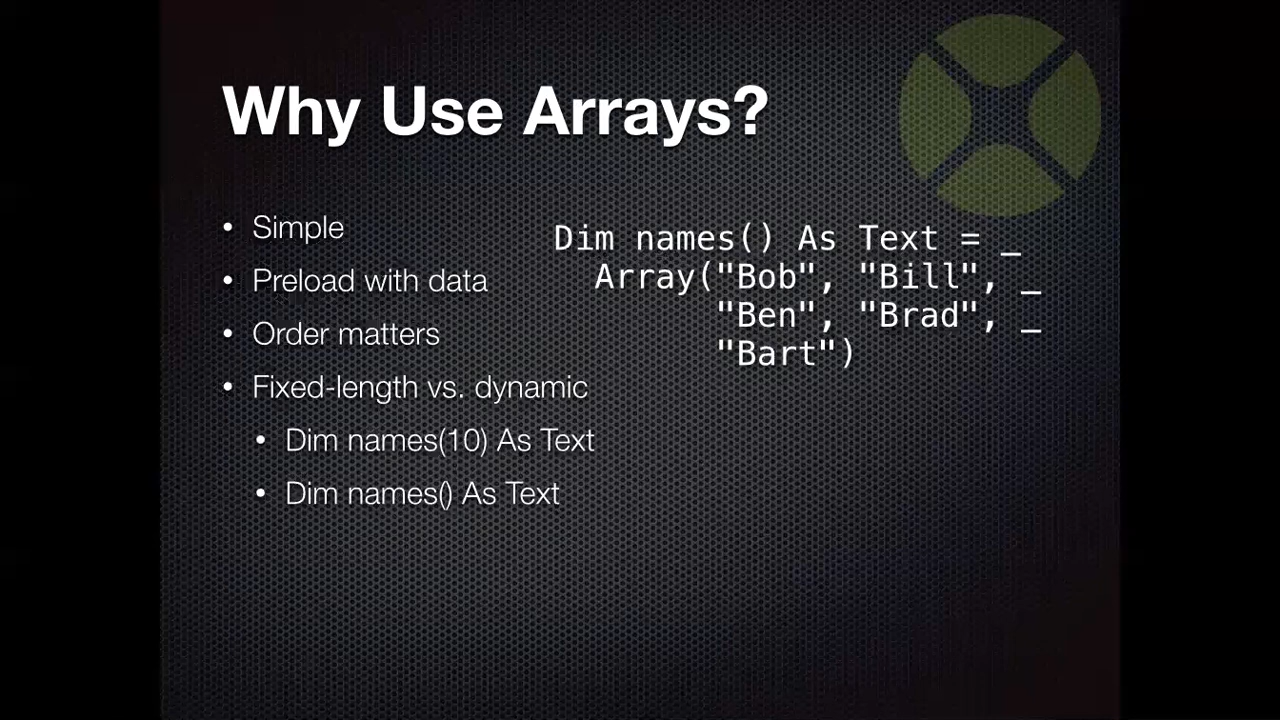 Why Use Arrays?
• Simple
• Preload with data
• Order matters
• Fixed-length vs. dynamic
• Dim names(10) As Text
• Dim names() As Text
Dim names() As Text = _
Array("Bob", "Bill", _
"Ben", "Brad", _
"Bart")